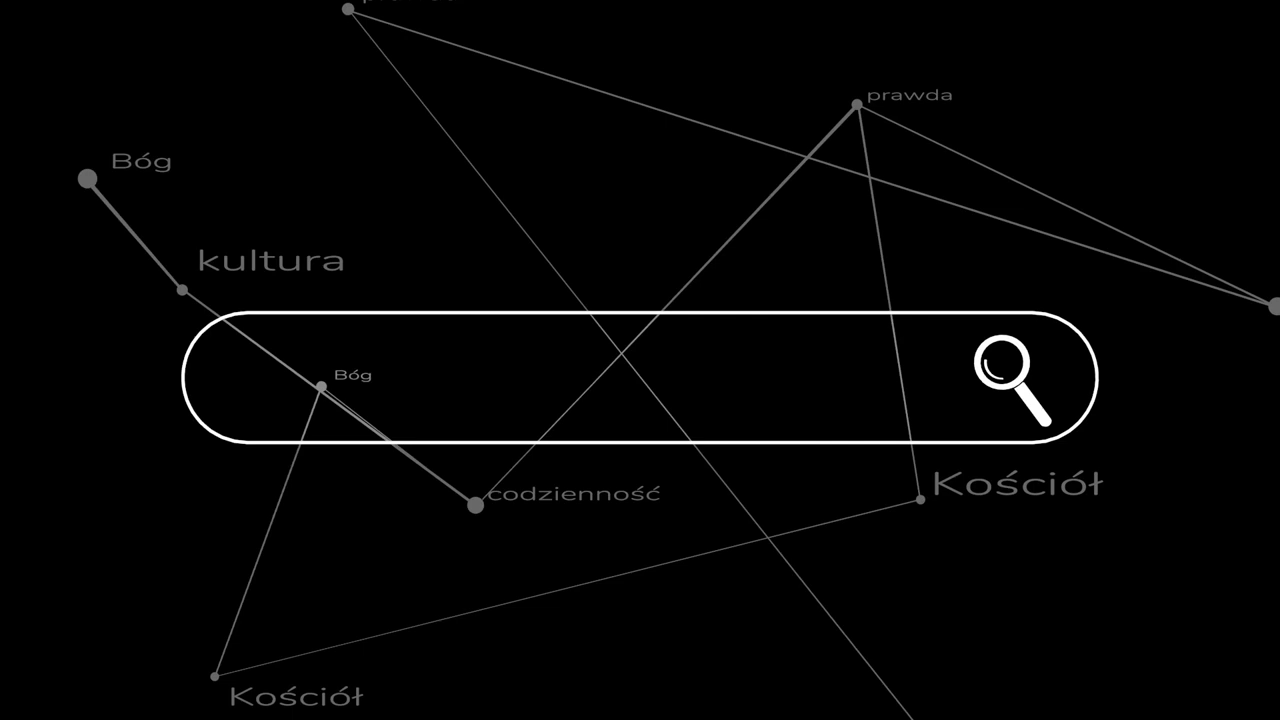 prawda
Bóg
kultura
Bóg
codzienność
Kościół
Kościół